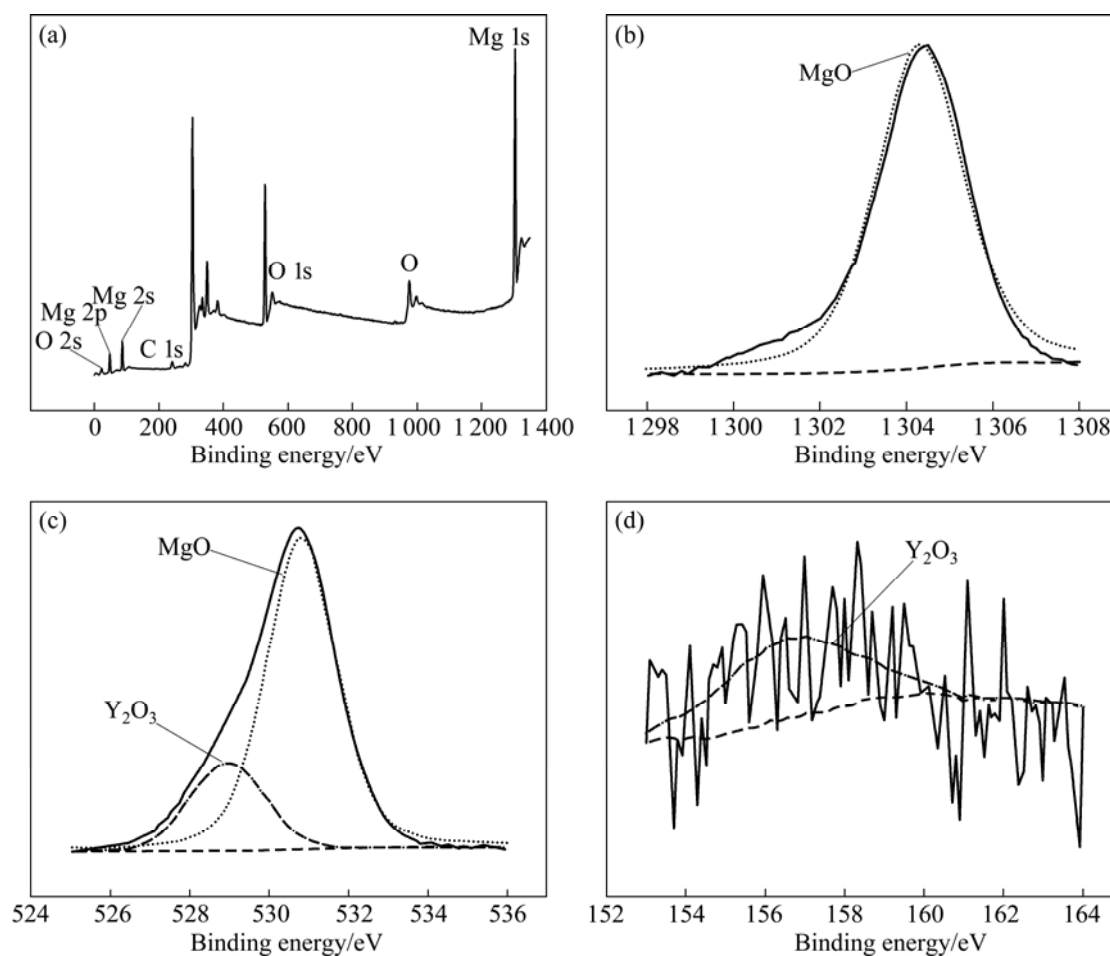 (a)
Mg 1s
O 1s
O
Mg 2s
Mg 2p
O 2s
C 1s
0 200 400 600 800 1 000 1 200 1 400
Binding energy/eV
(b)
MgO
1 298 1 300 1 302 1 304 1 306 1 308
Binding energy/eV
(c)
MgO
Y₂O₃
524 526 528 530 532 534 536
Binding energy/eV
(d)
Y₂O₃
152 154 156 158 160 162 164
Binding energy/eV